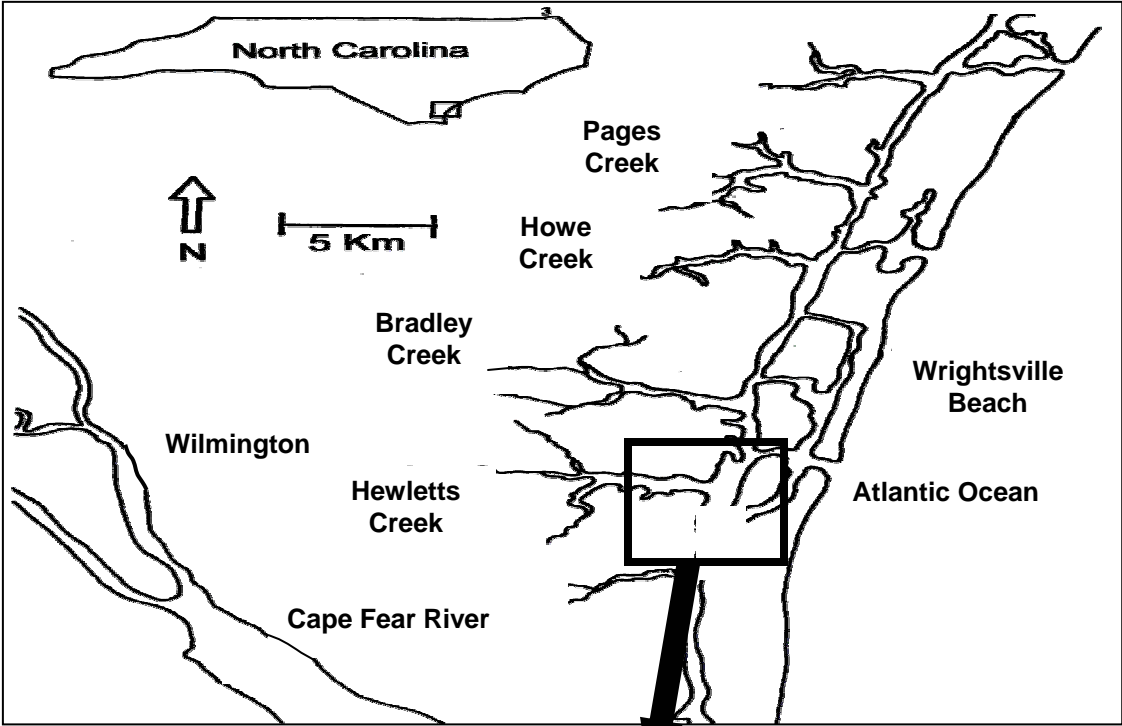 North Carolina
Pages
Creek
N
5 Km
Howe
Creek
Bradley
Creek
Wrightsville
Beach
Wilmington
Hewletts
Creek
Atlantic Ocean
Cape Fear River